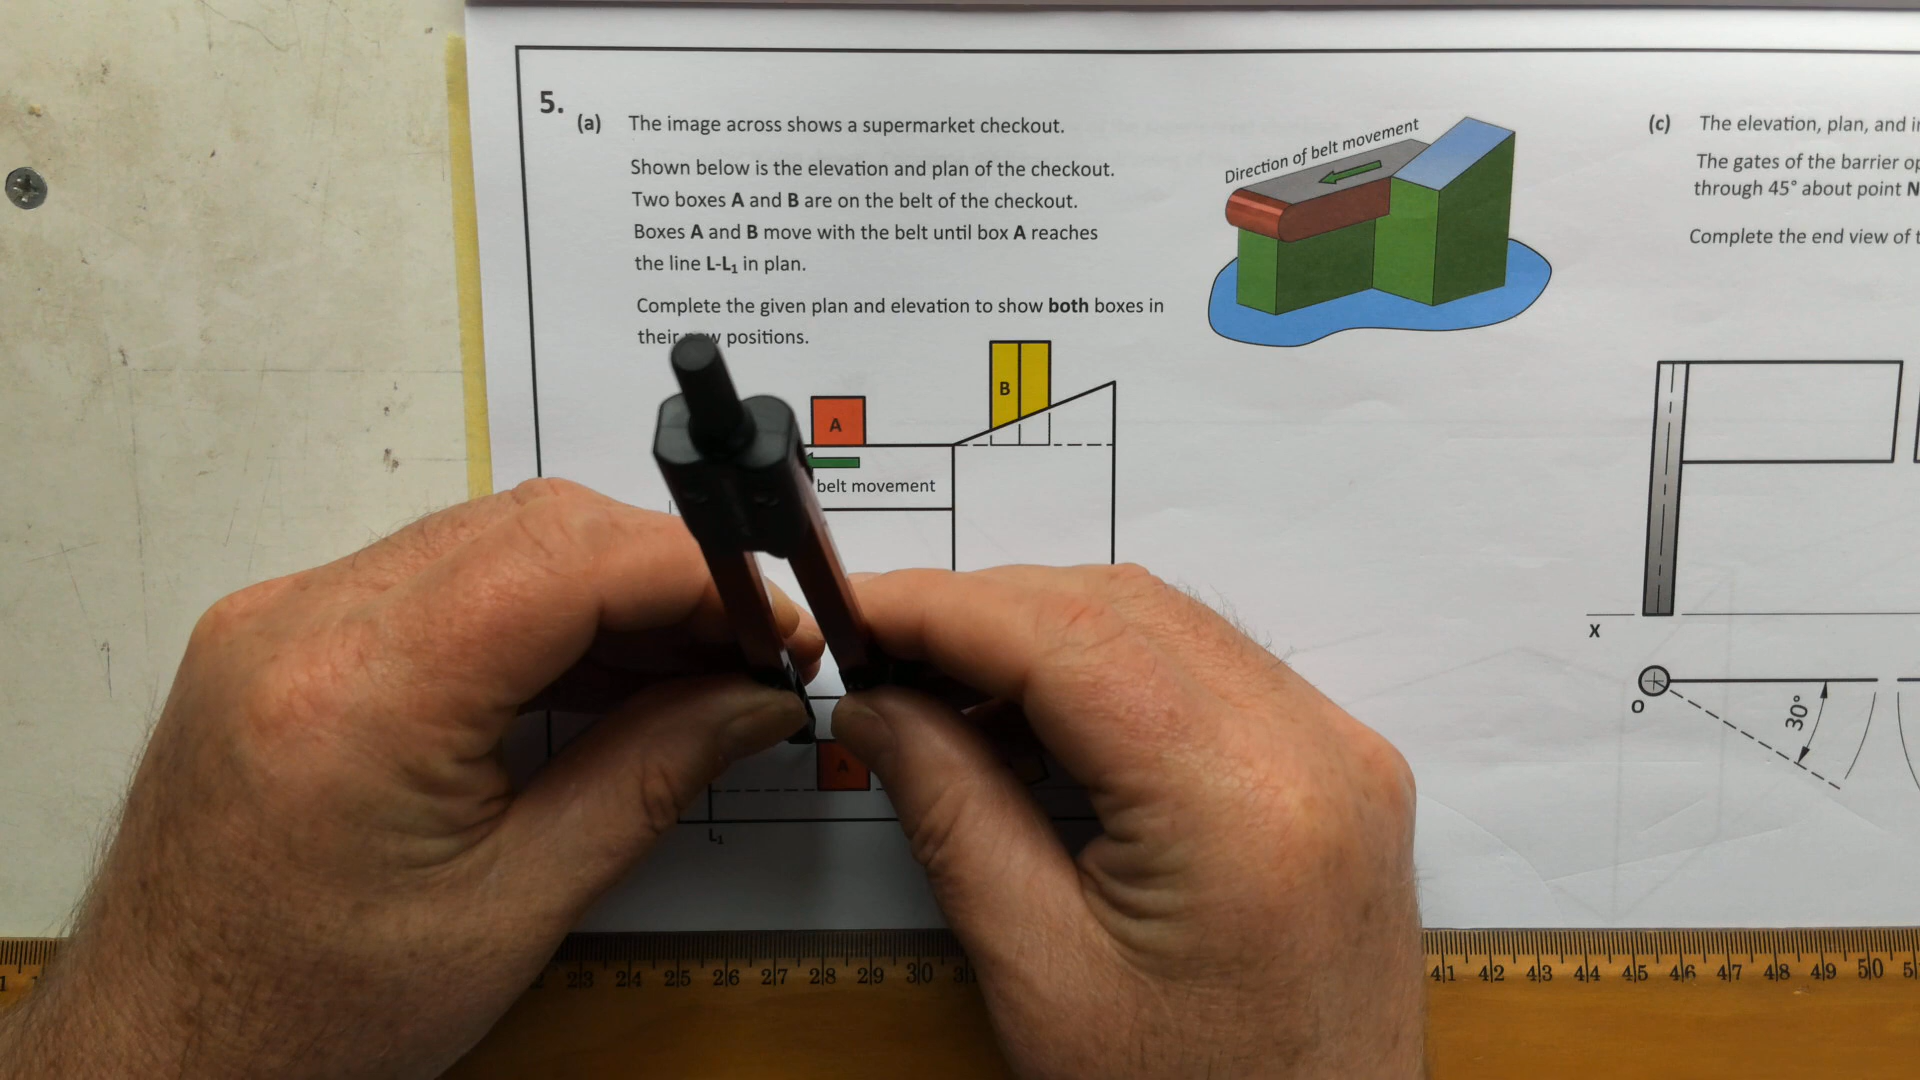 5.
(a) The image across shows a supermarket checkout.
Shown below is the elevation and plan of the checkout.
Two boxes A and B are on the belt of the checkout.
Boxes A and B move with the belt until box A reaches
the line L-L₁ in plan.
Complete the given plan and elevation to show both boxes in
their positions.
Direction of belt movement
B
A
belt movement
A
L₁
(c) The elevation, plan, and
The gates of the barrier
through 45° about point N
Complete the end view of
X
O
30°
23 24 25 26 27 28 29 30 41 42 43 44 45 46 47 48 49 50